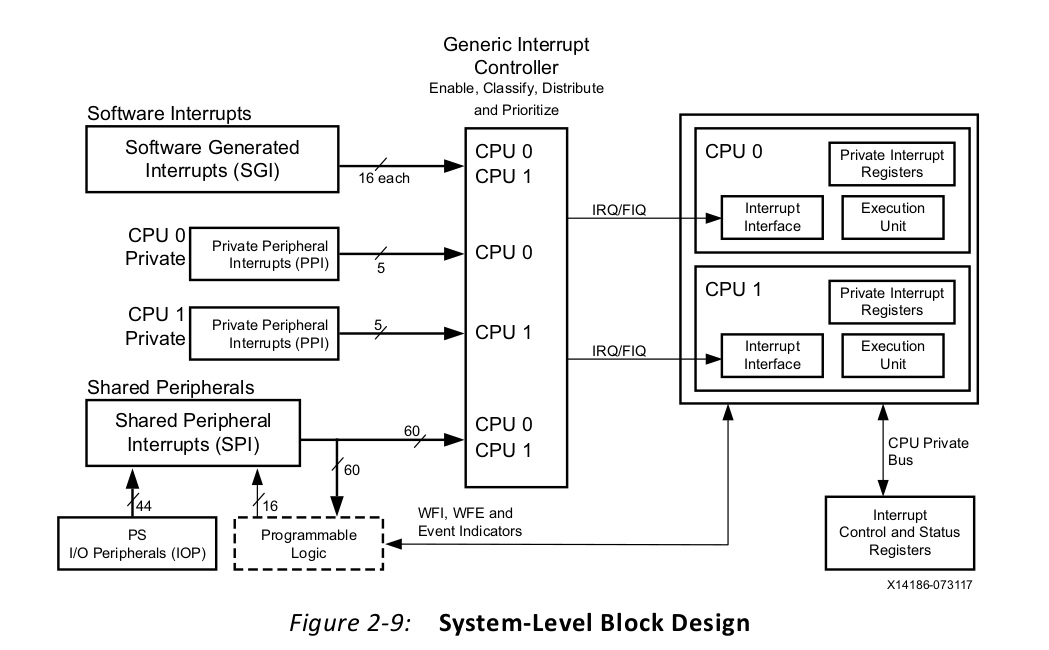 Generic Interrupt
Controller
Enable, Classify, Distribute
and Prioritize
Software Interrupts
Software Generated
Interrupts (SGI)
16 each
CPU 0
CPU 1
CPU 0
Private
Private Peripheral
Interrupts (PPI)
5
CPU 0
CPU 1
Private
Private Peripheral
Interrupts (PPI)
5
CPU 1
Shared Peripherals
Shared Peripheral
Interrupts (SPI)
60
60
CPU 0
CPU 1
44
16
PS
I/O Peripherals (IOP)
Programmable
Logic
WFI, WFE and
Event Indicators
IRQ/FIQ
IRQ/FIQ
CPU 0
Private Interrupt
Registers
Interrupt
Interface
Execution
Unit
CPU 1
Private Interrupt
Registers
Interrupt
Interface
Execution
Unit
CPU Private
Bus
Interrupt
Control and Status
Registers
X14186-073117
Figure 2-9: System-Level Block Design